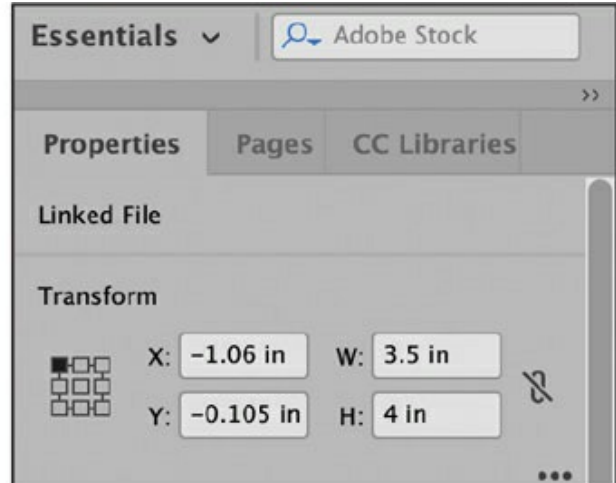 Essentials Adobe Stock
Properties Pages CC Libraries
Linked File
Transform
X: -1.06 in W: 3.5 in
Y: -0.105 in H: 4 in